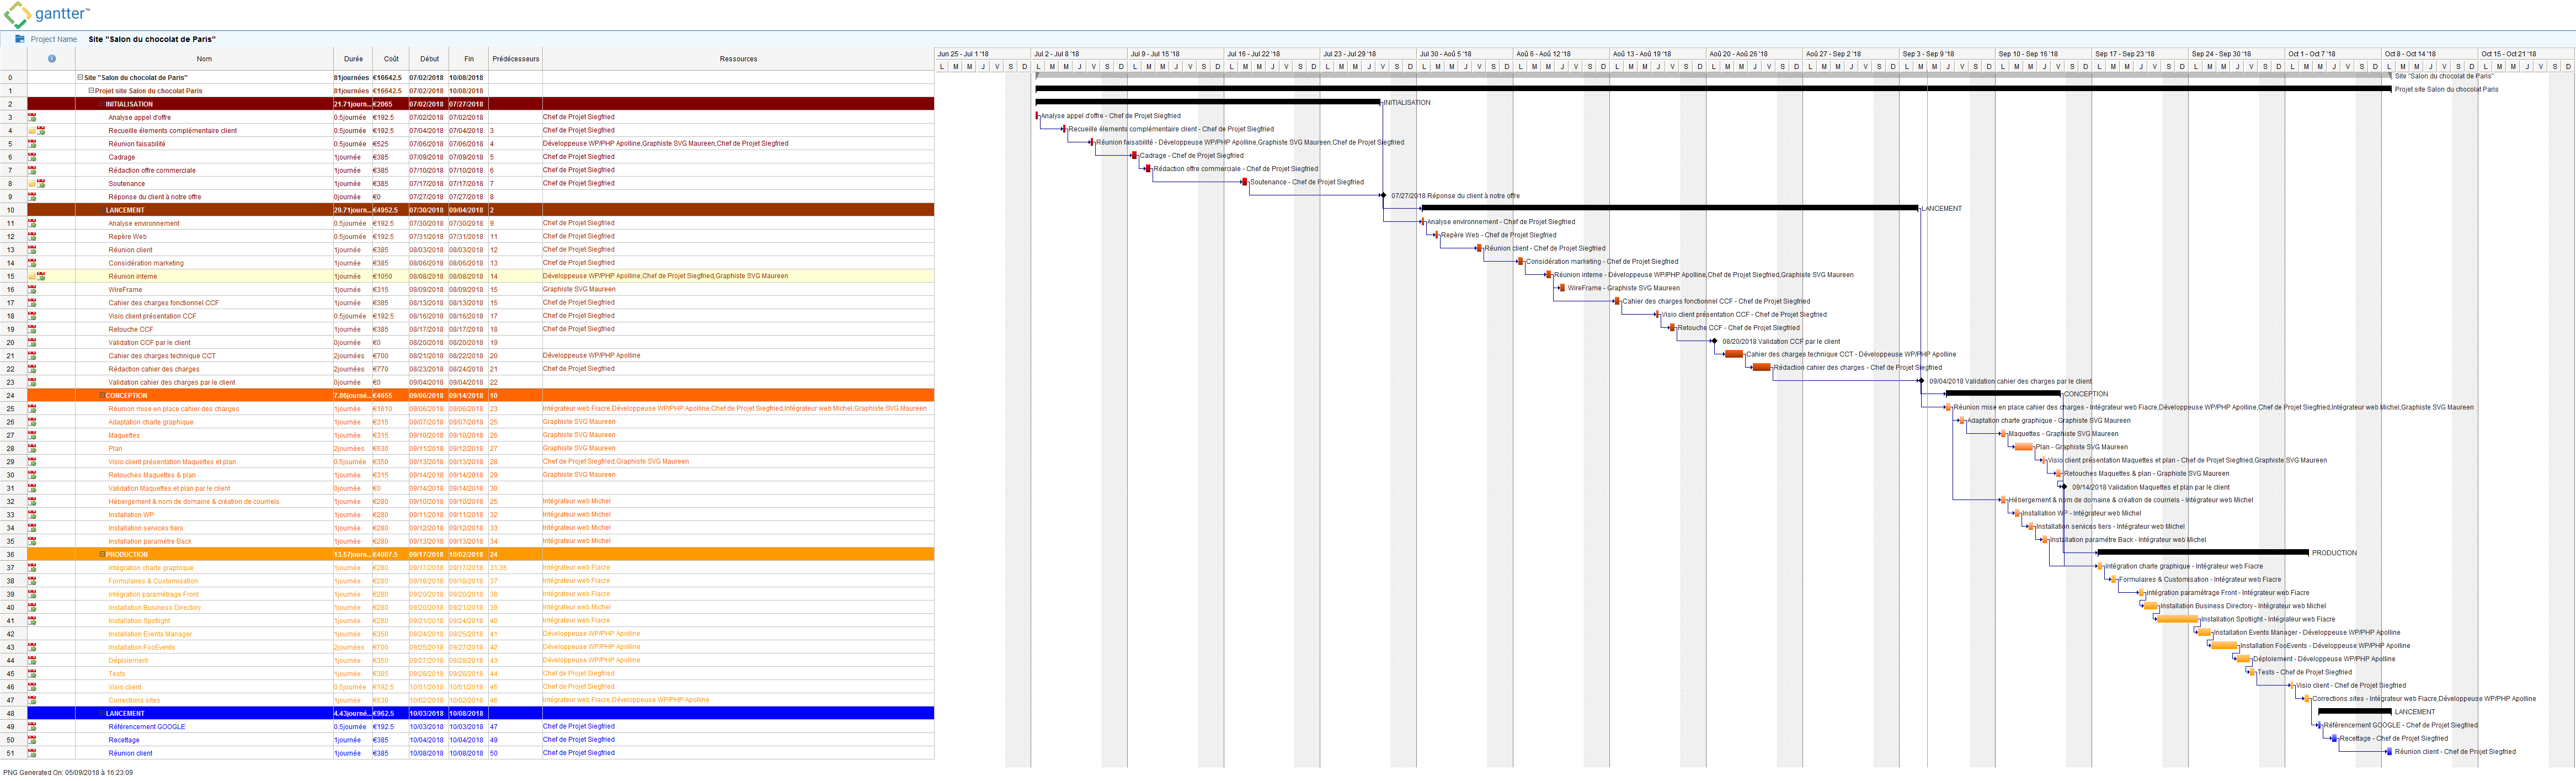 gantter™
Project Name Site "Salon du chocolat de Paris"
Nom Durée Coût Début Fin Prédécesseurs Ressources
Jun 25 - Jul 1 '18 Jul 2 - Jul 8 '18 Jul 9 - Jul 15 '18 Jul 16 - Jul 22 '18 Jul 23 - Jul 29 '18 Jul 30 - Aoû 5 '18 Aoû 6 - Aoû 12 '18 Aoû 13 - Aoû 19 '18 Aoû 20 - Aoû 26 '18 Aoû 27 - Sep 2 '18 Sep 3 - Sep 9 '18 Sep 10 - Sep 16 '18 Sep 17 - Sep 23 '18 Sep 24 - Sep 30 '18 Oct 1 - Oct 7 '18 Oct 8 - Oct 14 '18 Oct 15 - Oct 21 '18
L M M J V S D L M M J V S D L M M J V S D L M M J V S D L M M J V S D L M M J V S D L M M J V S D L M M J V S D L M M J V S D L M M J V S D L M M J V S D L M M J V S D L M M J V S D L M M J V S D L M M J V S D L M M J V S D L M M J V S D
0 Site "Salon du chocolat de Paris" 81journées €16642.5 07/02/2018 10/08/2018 Site "Salon du chocolat de Paris"
1 Projet site Salon du chocolat Paris 81journées €16642.5 07/02/2018 10/08/2018 Projet site Salon du chocolat Paris
2 INITIALISATION 21.71journ... €2065 07/02/2018 07/27/2018 INITIALISATION
3 Analyse appel d'offre 0.5journée €192.5 07/02/2018 07/02/2018 Chef de Projet Siegfried Analyse appel d'offre - Chef de Projet Siegfried
4 Recueille élements complémentaire client 0.5journée €192.5 07/04/2018 07/04/2018 3 Chef de Projet Siegfried Recueille élements complémentaire client - Chef de Projet Siegfried
5 Réunion faisabilité 0.5journée €525 07/06/2018 07/06/2018 4 Développeuse WP/PHP Apolline,Graphiste SVG Maureen,Chef de Projet Siegfried Réunion faisabilité - Développeuse WP/PHP Apolline,Graphiste SVG Maureen,Chef de Projet Siegfried
6 Cadrage 1journée €385 07/09/2018 07/09/2018 5 Chef de Projet Siegfried Cadrage - Chef de Projet Siegfried
7 Rédaction offre commerciale 1journée €385 07/10/2018 07/10/2018 6 Chef de Projet Siegfried Rédaction offre commerciale - Chef de Projet Siegfried
8 Soutenance 1journée €385 07/17/2018 07/17/2018 7 Chef de Projet Siegfried Soutenance - Chef de Projet Siegfried
9 Réponse du client à notre offre 0journée €0 07/27/2018 07/27/2018 8 07/27/2018 Réponse du client à notre offre
10 LANCEMENT 29.71journ... €4952.5 07/30/2018 09/04/2018 2 LANCEMENT
11 Analyse environnement 0.5journée €192.5 07/30/2018 07/30/2018 9 Chef de Projet Siegfried Analyse environnement - Chef de Projet Siegfried
12 Repère Web 0.5journée €192.5 07/31/2018 07/31/2018 11 Chef de Projet Siegfried Repère Web - Chef de Projet Siegfried
13 Réunion client 1journée €385 08/03/2018 08/03/2018 12 Chef de Projet Siegfried Réunion client - Chef de Projet Siegfried
14 Considération marketing 1journée €385 08/06/2018 08/06/2018 13 Chef de Projet Siegfried Considération marketing - Chef de Projet Siegfried
15 Réunion interne 1journée €1050 08/08/2018 08/08/2018 14 Développeuse WP/PHP Apolline,Chef de Projet Siegfried,Graphiste SVG Maureen Réunion interne - Développeuse WP/PHP Apolline,Chef de Projet Siegfried,Graphiste SVG Maureen
16 WireFrame 1journée €315 08/09/2018 08/09/2018 15 Graphiste SVG Maureen WireFrame - Graphiste SVG Maureen
17 Cahier des charges fonctionnel CCF 1journée €385 08/13/2018 08/13/2018 15 Chef de Projet Siegfried Cahier des charges fonctionnel CCF - Chef de Projet Siegfried
18 Visio client présentation CCF 0.5journée €192.5 08/16/2018 08/16/2018 17 Chef de Projet Siegfried Visio client présentation CCF - Chef de Projet Siegfried
19 Retouche CCF 1journée €385 08/17/2018 08/17/2018 18 Chef de Projet Siegfried Retouche CCF - Chef de Projet Siegfried
20 Validation CCF par le client 0journée €0 08/20/2018 08/20/2018 19 08/20/2018 Validation CCF par le client
21 Cahier des charges technique CCT 2journées €700 08/21/2018 08/22/2018 20 Développeuse WP/PHP Apolline Cahier des charges technique CCT - Développeuse WP/PHP Apolline
22 Rédaction cahier des charges 2journées €770 08/23/2018 08/24/2018 21 Chef de Projet Siegfried Rédaction cahier des charges - Chef de Projet Siegfried
23 Validation cahier des charges par le client 0journée €0 09/04/2018 09/04/2018 22 09/04/2018 Validation cahier des charges par le client
24 CONCEPTION 7.86journé... €4655 09/06/2018 09/14/2018 10 CONCEPTION
25 Réunion mise en place cahier des charges 1journée €1610 09/06/2018 09/06/2018 23 Intégrateur web Fiacre,Développeuse WP/PHP Apolline,Chef de Projet Siegfried,Intégrateur web Michel,Graphiste SVG Maureen Réunion mise en place cahier des charges - Intégrateur web Fiacre,Développeuse WP/PHP Apolline,Chef de Projet Siegfried,Intégrateur web Michel,Graphiste SVG Maureen
26 Adaptation charte graphique 1journée €315 09/07/2018 09/07/2018 25 Graphiste SVG Maureen Adaptation charte graphique - Graphiste SVG Maureen
27 Maquettes 1journée €315 09/10/2018 09/10/2018 26 Graphiste SVG Maureen Maquettes - Graphiste SVG Maureen
28 Plan 2journées €630 09/11/2018 09/12/2018 27 Graphiste SVG Maureen Plan - Graphiste SVG Maureen
29 Visio client présentation Maquettes et plan 0.5journée €350 09/13/2018 09/13/2018 28 Chef de Projet Siegfried,Graphiste SVG Maureen Visio client présentation Maquettes et plan - Chef de Projet Siegfried,Graphiste SVG Maureen
30 Retouches Maquettes & plan 1journée €315 09/14/2018 09/14/2018 29 Graphiste SVG Maureen Retouches Maquettes & plan - Graphiste SVG Maureen
31 Validation Maquettes et plan par le client 0journée €0 09/14/2018 09/14/2018 30 09/14/2018 Validation Maquettes et plan par le client
32 Hébergement & nom de domaine & création de courriels 1journée €280 09/10/2018 09/10/2018 25 Intégrateur web Michel Hébergement & nom de domaine & création de courriels - Intégrateur web Michel
33 Installation WP 1journée €280 09/11/2018 09/11/2018 32 Intégrateur web Michel Installation WP - Intégrateur web Michel
34 Installation services tiers 1journée €280 09/12/2018 09/12/2018 33 Intégrateur web Michel Installation services tiers - Intégrateur web Michel
35 Installation paramétre Back 1journée €280 09/13/2018 09/13/2018 34 Intégrateur web Michel Installation paramétre Back - Intégrateur web Michel
36 PRODUCTION 13.57journ... €4007.5 09/17/2018 10/02/2018 24 PRODUCTION
37 Intégration charte graphique 1journée €280 09/17/2018 09/17/2018 31,35 Intégrateur web Fiacre Intégration charte graphique - Intégrateur web Fiacre
38 Formulaires & Customisation 1journée €280 09/18/2018 09/18/2018 37 Intégrateur web Fiacre Formulaires & Customisation - Intégrateur web Fiacre
39 intégration paramétrage Front 1journée €280 09/20/2018 09/20/2018 38 Intégrateur web Fiacre intégration paramétrage Front - Intégrateur web Fiacre
40 Installation Business Directory 1journée €280 09/20/2018 09/21/2018 39 Intégrateur web Michel Installation Business Directory - Intégrateur web Michel
41 Installation Spotlight 1journée €280 09/21/2018 09/24/2018 40 Intégrateur web Fiacre Installation Spotlight - Intégrateur web Fiacre
42 Installation Events Manager 1journée €350 09/24/2018 09/25/2018 41 Développeuse WP/PHP Apolline Installation Events Manager - Développeuse WP/PHP Apolline
43 Installation FooEvents 2journées €700 09/25/2018 09/27/2018 42 Développeuse WP/PHP Apolline Installation FooEvents - Développeuse WP/PHP Apolline
44 Déploiement 1journée €350 09/27/2018 09/28/2018 43 Développeuse WP/PHP Apolline Déploiement - Développeuse WP/PHP Apolline
45 Tests 1journée €385 09/28/2018 09/28/2018 44 Chef de Projet Siegfried Tests - Chef de Projet Siegfried
46 Visio client 0.5journée €192.5 10/01/2018 10/01/2018 45 Chef de Projet Siegfried Visio client - Chef de Projet Siegfried
47 Corrections sites 1journée €630 10/02/2018 10/02/2018 46 Intégrateur web Fiacre,Développeuse WP/PHP Apolline Corrections sites - Intégrateur web Fiacre,Développeuse WP/PHP Apolline
48 LANCEMENT 4.43journé... €962.5 10/03/2018 10/08/2018 LANCEMENT
49 Référencement GOOGLE 0.5journée €192.5 10/03/2018 10/03/2018 47 Chef de Projet Siegfried Référencement GOOGLE - Chef de Projet Siegfried
50 Recettage 1journée €385 10/04/2018 10/04/2018 49 Chef de Projet Siegfried Recettage - Chef de Projet Siegfried
51 Réunion client 1journée €385 10/08/2018 10/08/2018 50 Chef de Projet Siegfried Réunion client - Chef de Projet Siegfried
PNG Generated On: 05/09/2018 à 16:23:09